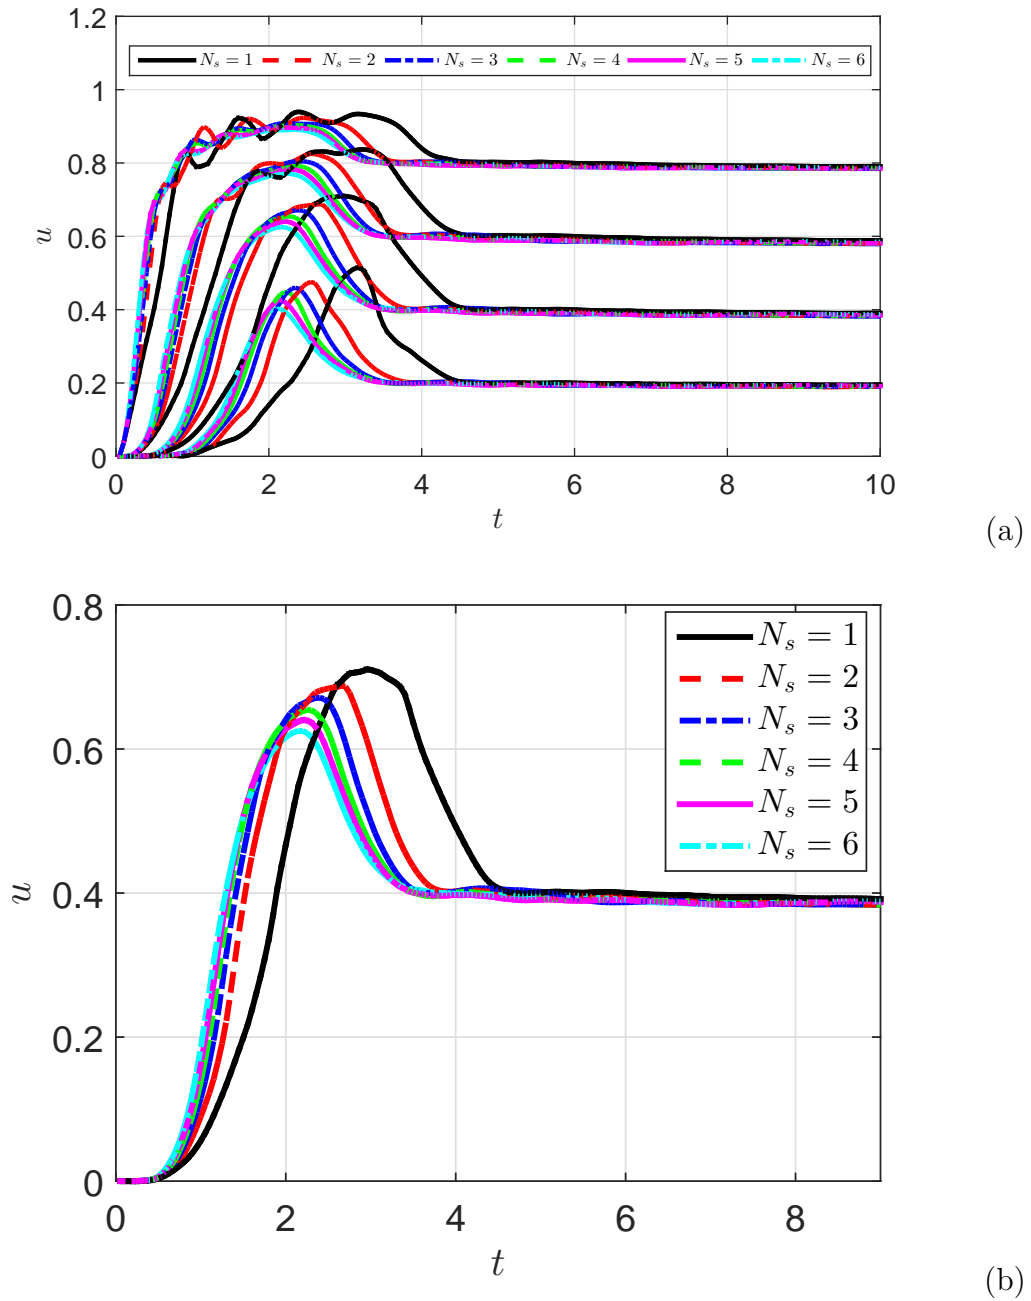 1.2
N_s = 1 N_s = 2 N_s = 3 N_s = 4 N_s = 5 N_s = 6
1
0.8
0.6
u
0.4
0.2
0
0 2 4 6 8 10
t
(a)
0.8
N_s = 1
N_s = 2
N_s = 3
N_s = 4
N_s = 5
N_s = 6
0.6
0.4
u
0.2
0
0 2 4 6 8
t
(b)